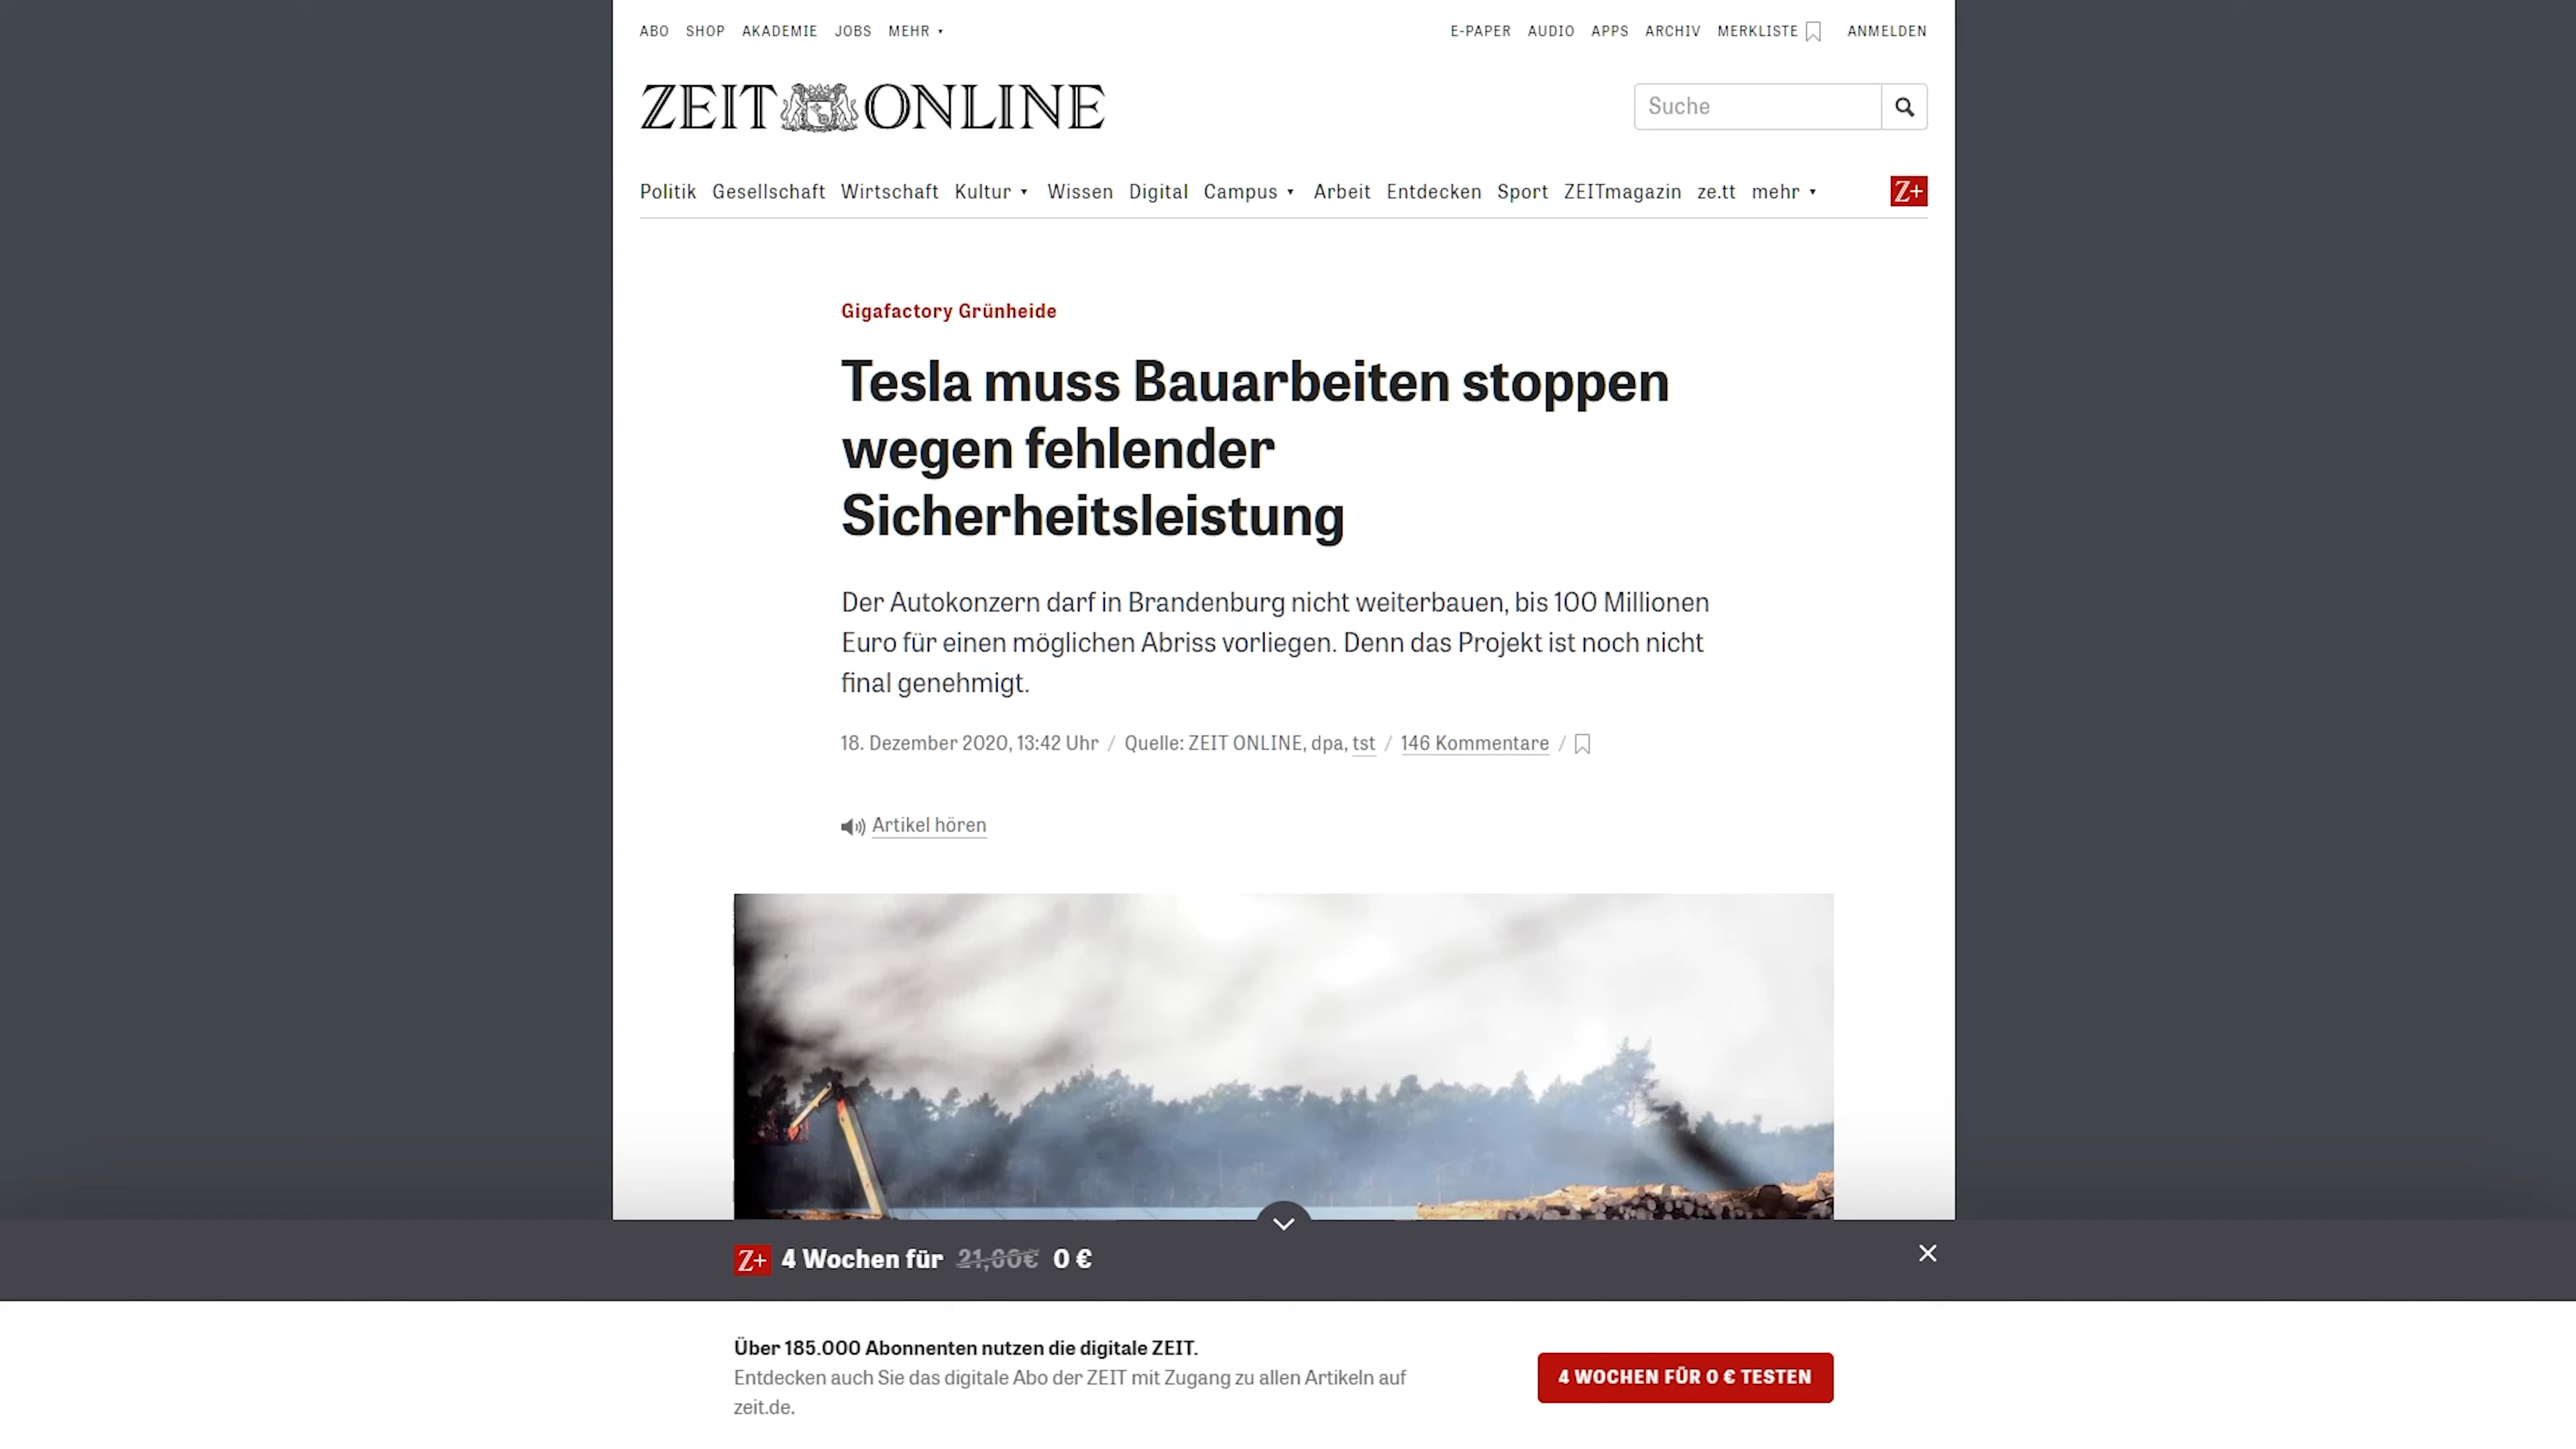 ABO SHOP AKADEMIE JOBS MEHR E-PAPER AUDIO APPS ARCHIV MERKLISTE ANMELDEN
ZEIT ONLINE
Suche
Politik Gesellschaft Wirtschaft Kultur Wissen Digital Campus Arbeit Entdecken Sport ZEITmagazin ze.tt mehr Z+
Gigafactory Grünheide
Tesla muss Bauarbeiten stoppen
wegen fehlender
Sicherheitsleistung
Der Autokonzern darf in Brandenburg nicht weiterbauen, bis 100 Millionen
Euro für einen möglichen Abriss vorliegen. Denn das Projekt ist noch nicht
final genehmigt.
18. Dezember 2020, 13:42 Uhr / Quelle: ZEIT ONLINE, dpa, tst / 146 Kommentare /
Artikel hören
Z+ 4 Wochen für 21,00€ 0 €
Über 185.000 Abonnenten nutzen die digitale ZEIT.
Entdecken auch Sie das digitale Abo der ZEIT mit Zugang zu allen Artikeln auf
zeit.de.
4 WOCHEN FÜR 0 € TESTEN